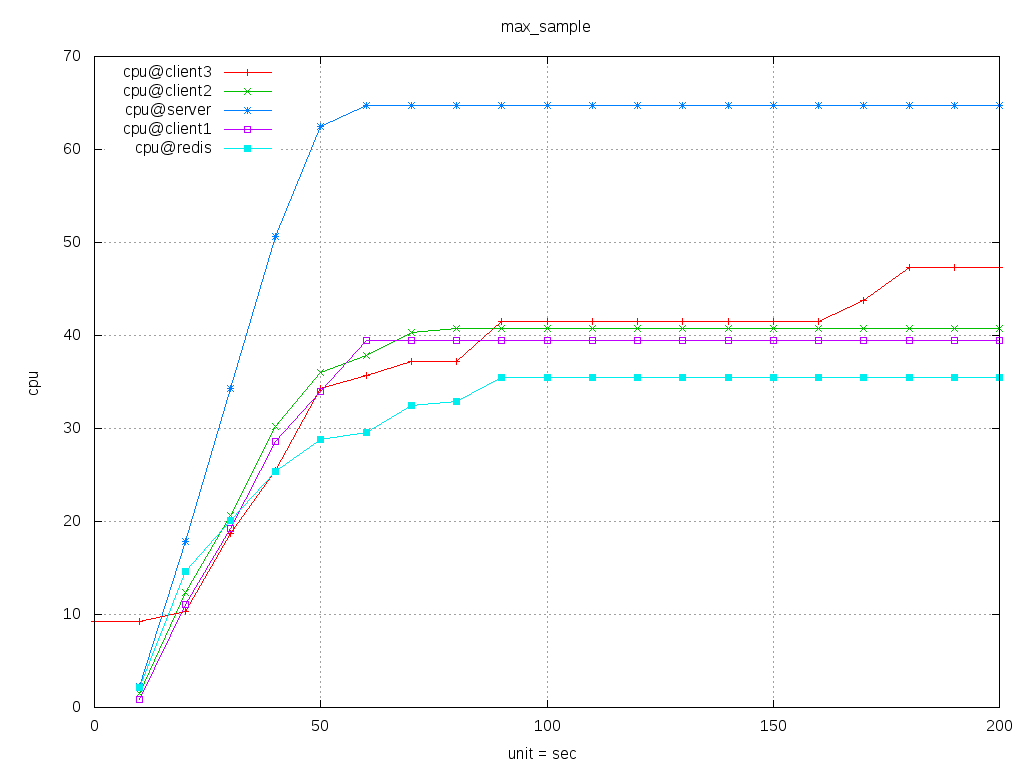 max_sample
70
60
50
40
30
20
10
0
cpu
cpu@client3
cpu@client2
cpu@server
cpu@client1
cpu@redis
0 50 100 150 200
unit = sec